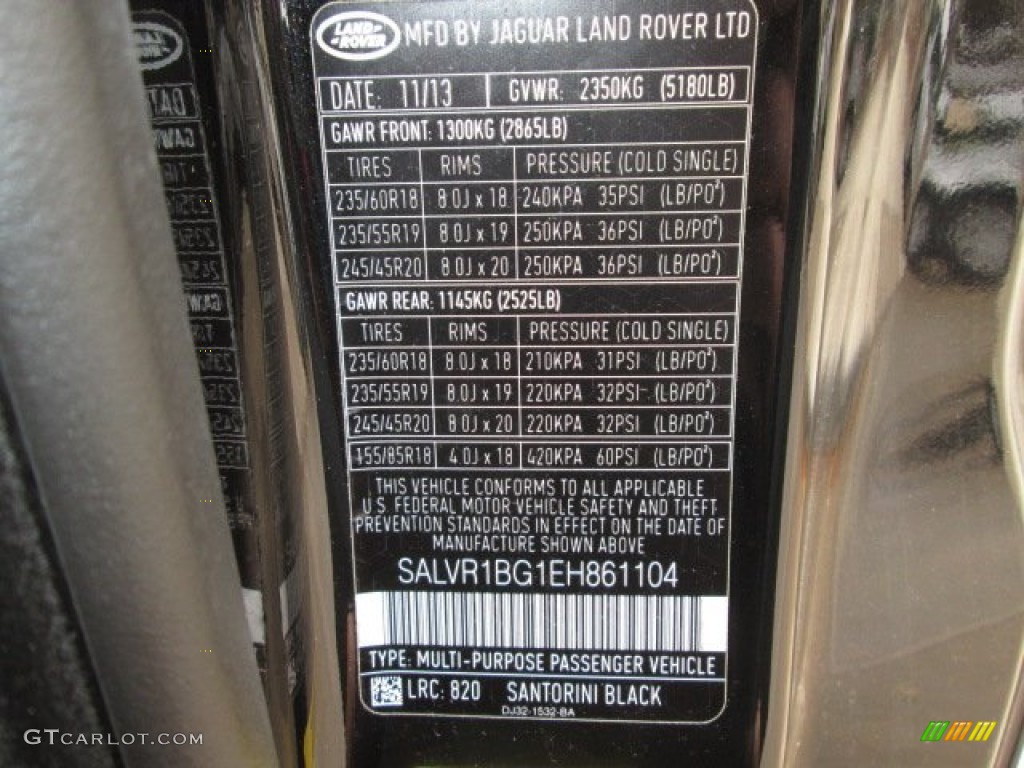 LAND ROVER MFD BY JAGUAR LAND ROVER LTD
DATE: 11/13 GVWR: 2350KG (5180LB)
GAWR FRONT: 1300KG (2865LB)
TIRES RIMS PRESSURE (COLD SINGLE)
235/60R18 8.0J x 18 240KPA 35PSI (LB/PO²)
235/55R19 8.0J x 19 250KPA 36PSI (LB/PO²)
245/45R20 8.0J x 20 250KPA 36PSI (LB/PO²)
GAWR REAR: 1145KG (2525LB)
TIRES RIMS PRESSURE (COLD SINGLE)
235/60R18 8.0J x 18 210KPA 31PSI (LB/PO²)
235/55R19 8.0J x 19 220KPA 32PSI (LB/PO²)
245/45R20 8.0J x 20 220KPA 32PSI (LB/PO²)
155/85R18 4.0J x 18 420KPA 60PSI (LB/PO²)
THIS VEHICLE CONFORMS TO ALL APPLICABLE
U.S. FEDERAL MOTOR VEHICLE SAFETY AND THEFT
PREVENTION STANDARDS IN EFFECT ON THE DATE OF
MANUFACTURE SHOWN ABOVE
SALVR1BG1EH861104
TYPE: MULTI-PURPOSE PASSENGER VEHICLE
LRC: 820 SANTORINI BLACK
DJ32-1532-BA
GTCARLOT.COM